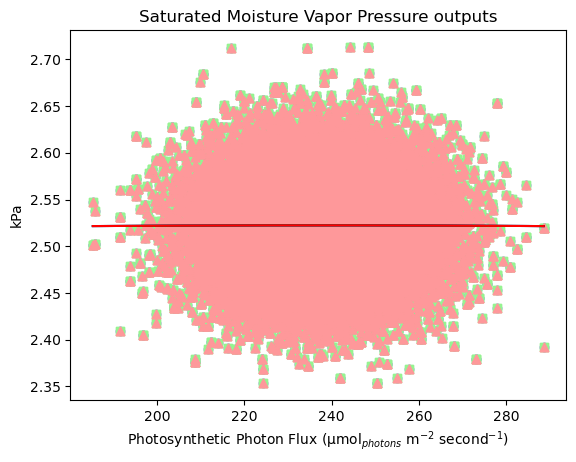 Saturated Moisture Vapor Pressure outputs
2.70
2.65
2.60
2.55
2.50
2.45
2.40
2.35
kPa
200 220 240 260 280
Photosynthetic Photon Flux (μmol_photons m⁻² second⁻¹)